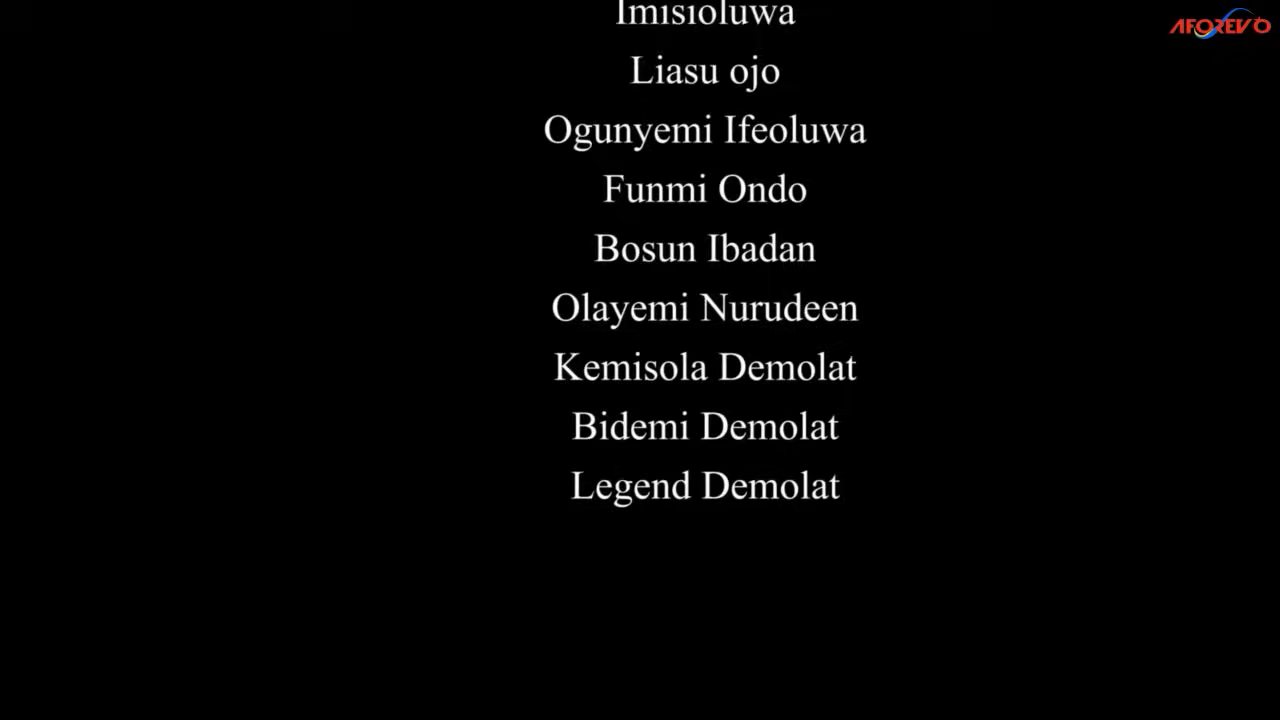 AFOREVO
Imisioluwa
Liasu ojo
Ogunyemi Ifeoluwa
Funmi Ondo
Bosun Ibadan
Olayemi Nurudeen
Kemisola Demolat
Bidemi Demolat
Legend Demolat